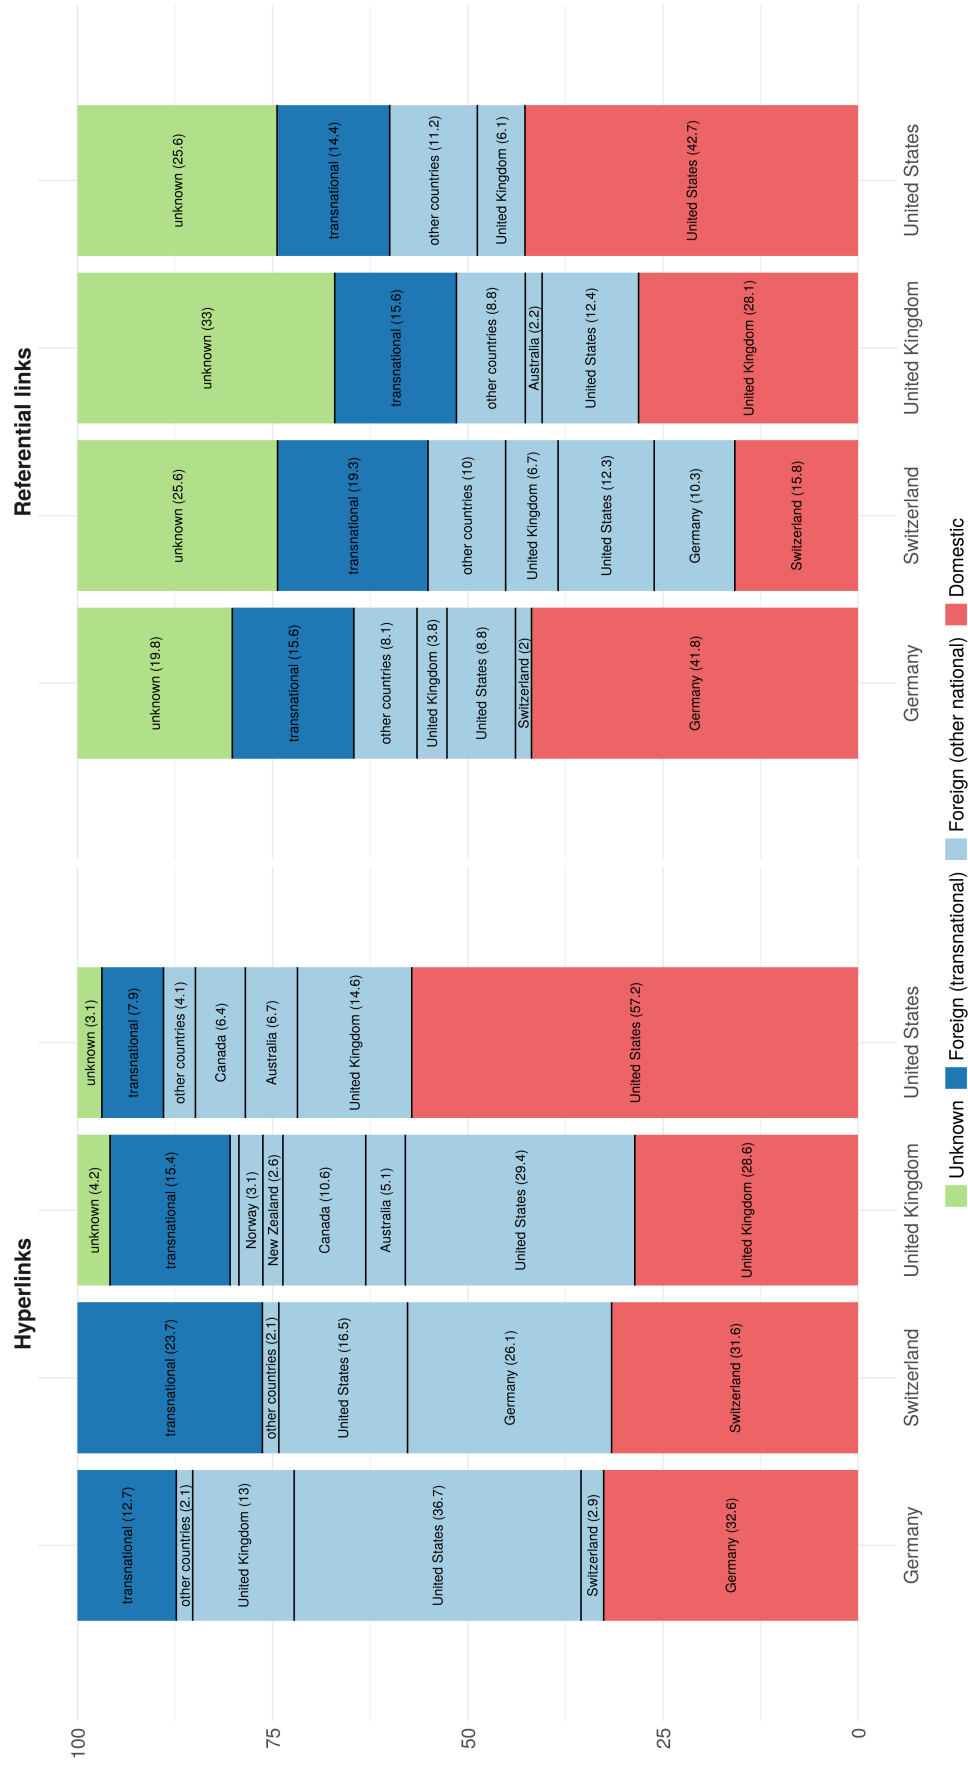 Hyperlinks
Referential links
100
75
50
25
0
transnational (12.7)
other countries (2.1)
United Kingdom (13)
United States (36.7)
Switzerland (2.9)
Germany (32.6)
transnational (23.7)
other countries (2.1)
United States (16.5)
Germany (26.1)
Switzerland (31.6)
unknown (4.2)
transnational (15.4)
Norway (3.1)
New Zealand (2.6)
Canada (10.6)
Australia (5.1)
United States (29.4)
United Kingdom (28.6)
unknown (3.1)
transnational (7.9)
other countries (4.1)
Canada (6.4)
Australia (6.7)
United Kingdom (14.6)
United States (57.2)
unknown (19.8)
transnational (15.6)
other countries (8.1)
United Kingdom (3.8)
United States (8.8)
Switzerland (2)
Germany (41.8)
unknown (25.6)
transnational (19.3)
other countries (10)
United Kingdom (6.7)
United States (12.3)
Germany (10.3)
Switzerland (15.8)
unknown (33)
transnational (15.6)
other countries (8.8)
Australia (2.2)
United States (12.4)
United Kingdom (28.1)
unknown (25.6)
transnational (14.4)
other countries (11.2)
United Kingdom (6.1)
United States (42.7)
Germany
Switzerland
United Kingdom
United States
Germany
Switzerland
United Kingdom
United States
Unknown
Foreign (transnational)
Foreign (other national)
Domestic